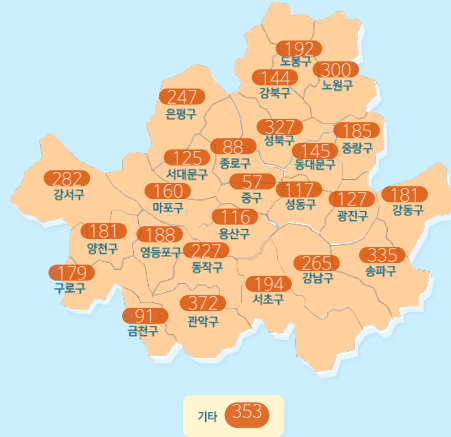 192
도봉구
300
노원구
144
강북구
247
은평구
327
성북구
185
중랑구
88
종로구
145
동대문구
125
서대문구
282
강서구
160
마포구
57
중구
117
성동구
127
광진구
181
강동구
116
용산구
181
양천구
188
영등포구
227
동작구
335
송파구
265
강남구
179
구로구
194
서초구
372
관악구
91
금천구
기타 353